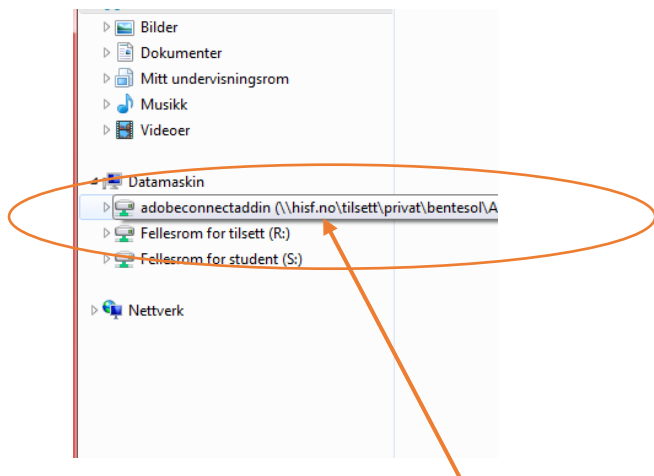 Bilder
Dokumenter
Mitt undervisningsrom
Musikk
Videoer
Datamaskin
adobeconnectaddin (\\hisf.no\tilsett\privat\bentesol\A
Fellesrom for tilsett (R:)
Fellesrom for student (S:)
Nettverk